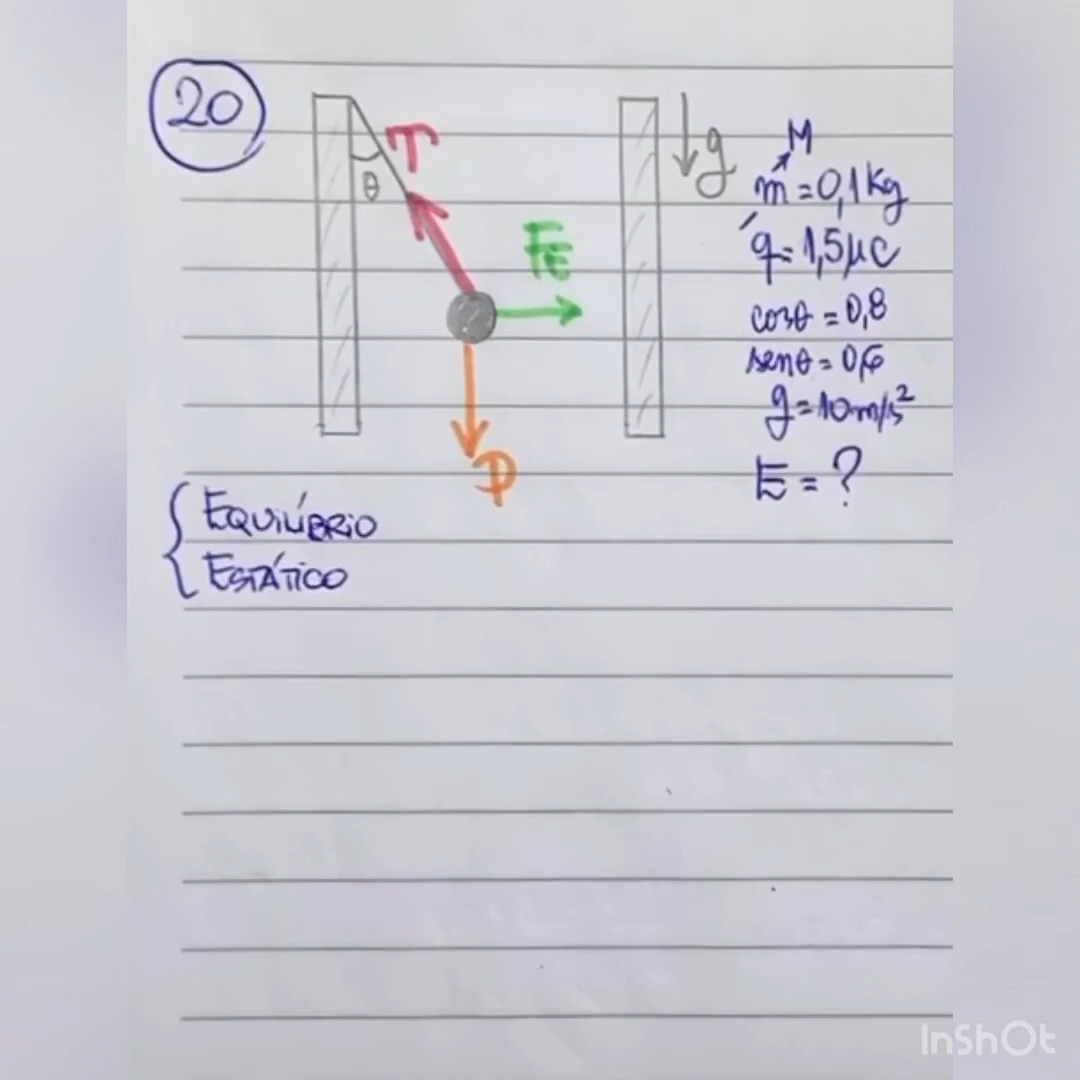 20
θ
T
FE
P
g
M
m = 0,1 Kg
q = 1,5 μC
cosθ = 0,8
senθ = 0,6
g = 10 m/s²
E = ?
EQUILÍBRIO
ESTÁTICO
InShOt